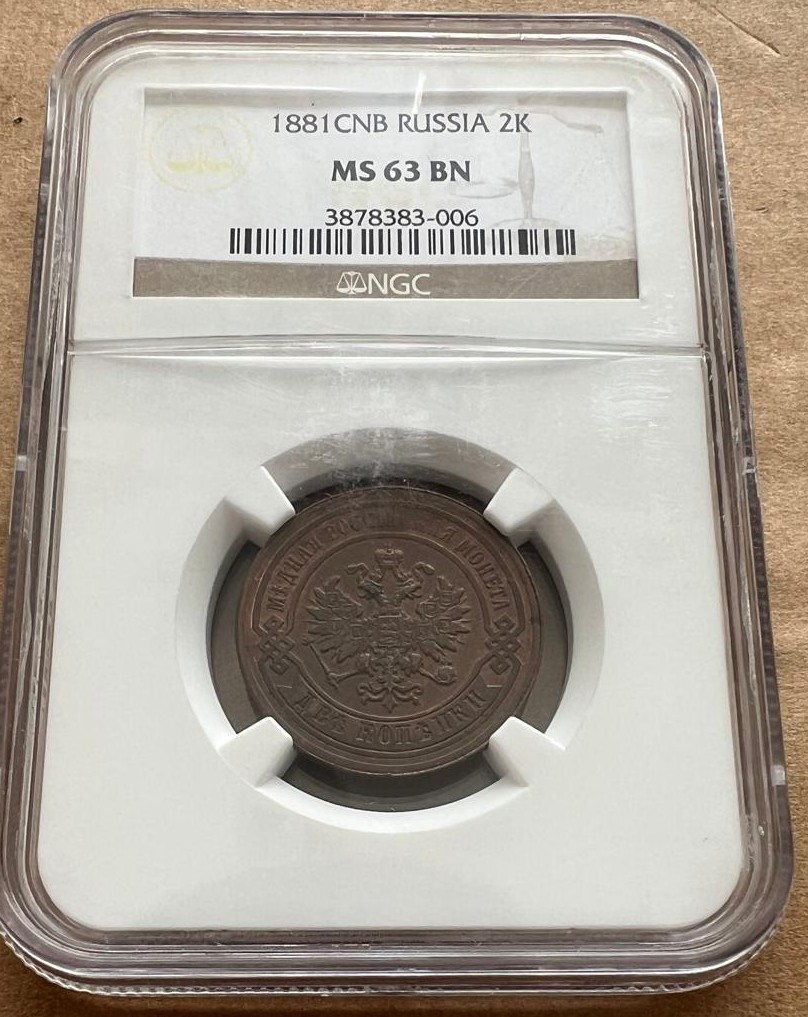 1881CNB RUSSIA 2K
MS 63 BN
3878383-006
NGC
МѢДНАЯ РОССІЙСКАЯ МОНЕТА
ДВѢ КОПѢЙКИ